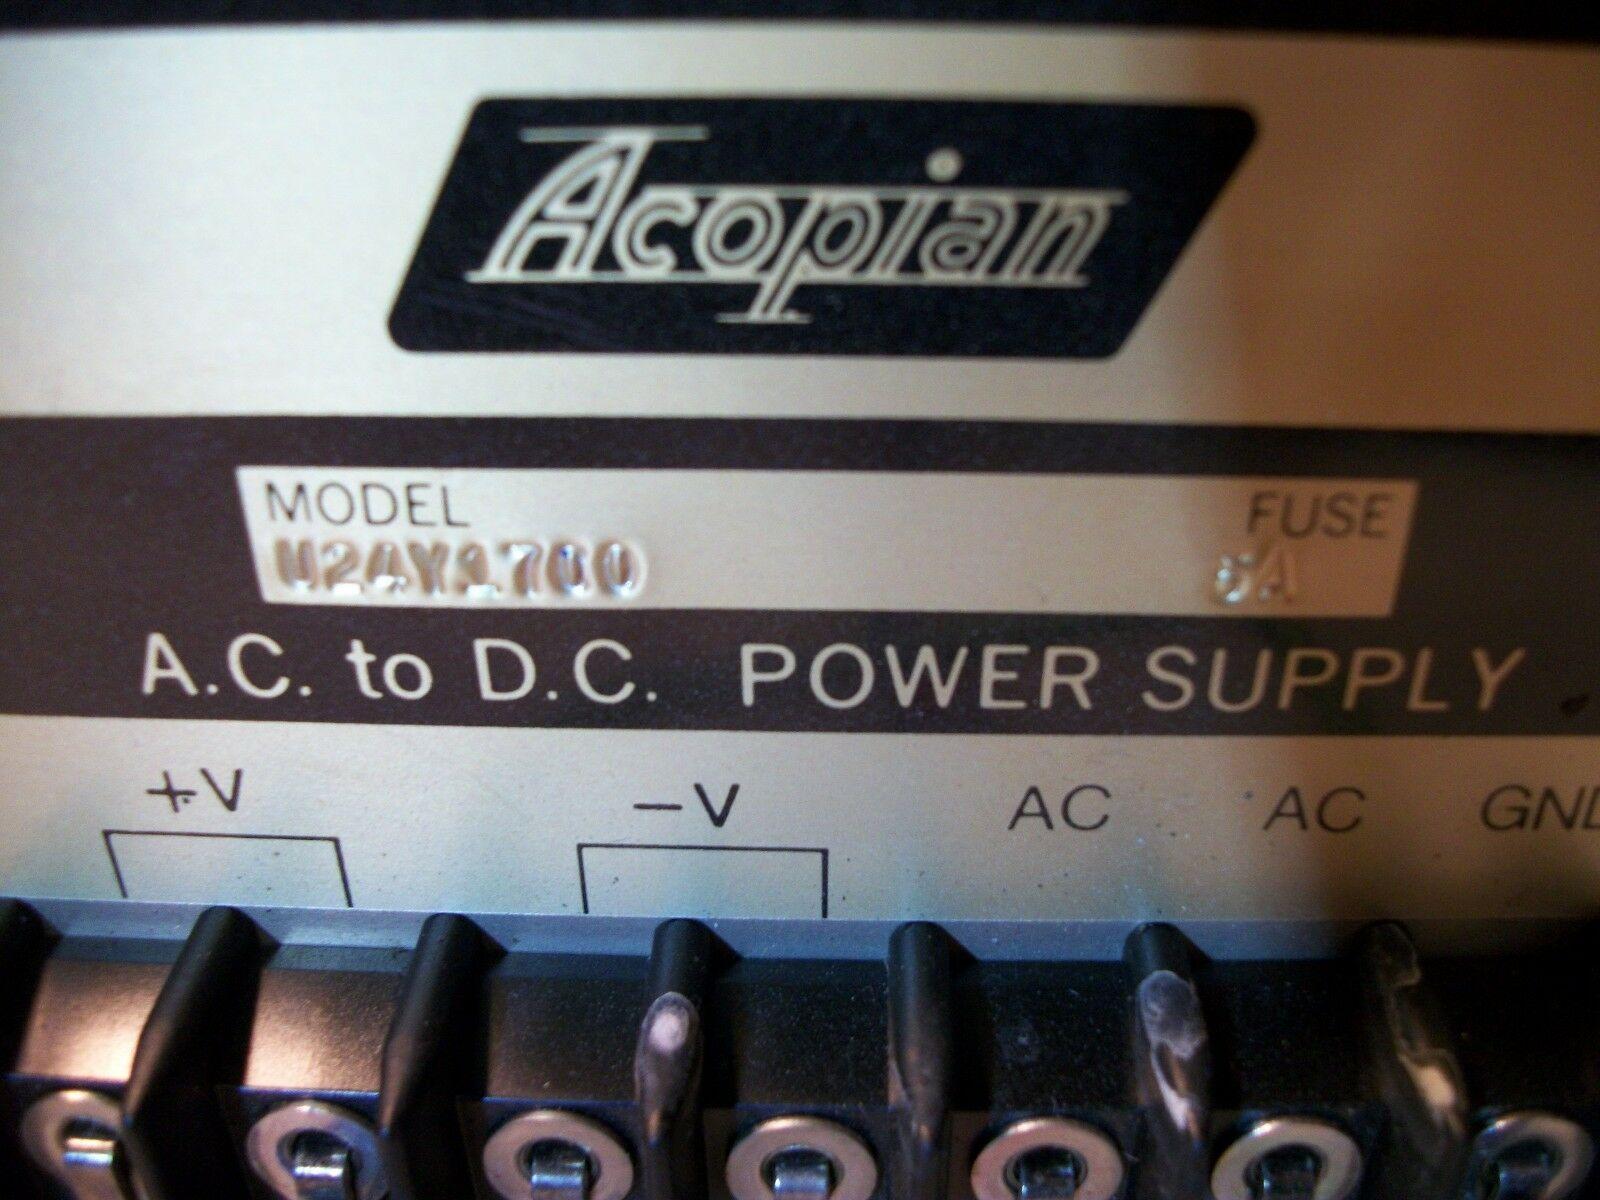 Acopian
MODEL FUSE
U24Y1700 5A
A.C. to D.C. POWER SUPPLY
+V -V AC AC GND